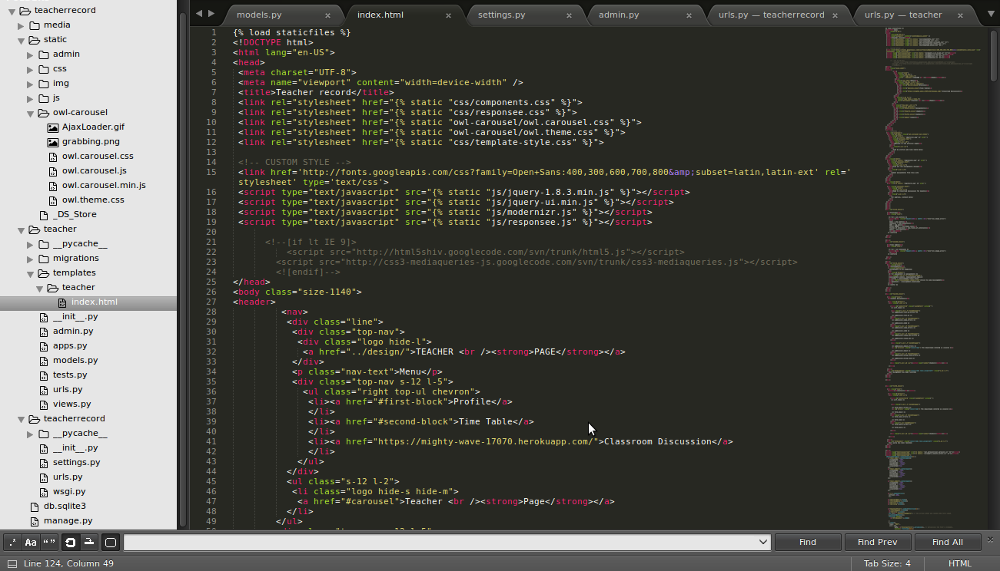 teacherrecord
media
static
admin
css
img
js
owl-carousel
AjaxLoader.gif
grabbing.png
owl.carousel.css
owl.carousel.js
owl.carousel.min.js
owl.theme.css
_DS_Store
teacher
__pycache__
migrations
templates
teacher
index.html
__init__.py
admin.py
apps.py
models.py
tests.py
urls.py
views.py
teacherrecord
__pycache__
__init__.py
settings.py
urls.py
wsgi.py
db.sqlite3
manage.py
models.py × index.html × settings.py × admin.py × urls.py — teacherrecord × urls.py — teacher ×
1 {% load staticfiles %}
2 <!DOCTYPE html>
3 <html lang="en-US">
4 <head>
5 <meta charset="UTF-8">
6 <meta name="viewport" content="width=device-width" />
7 <title>Teacher record</title>
8 <link rel="stylesheet" href="{% static "css/components.css" %}">
9 <link rel="stylesheet" href="{% static "css/responsee.css" %}">
10 <link rel="stylesheet" href="{% static "owl-carousel/owl.carousel.css" %}">
11 <link rel="stylesheet" href="{% static "owl-carousel/owl.theme.css" %}">
12 <link rel="stylesheet" href="{% static "css/template-style.css" %}">
13
14 <!-- CUSTOM STYLE -->
15 <link href='http://fonts.googleapis.com/css?family=Open+Sans:400,300,600,700,800&amp;subset=latin,latin-ext' rel='
stylesheet' type='text/css'>
16 <script type="text/javascript" src="{% static "js/jquery-1.8.3.min.js" %}"></script>
17 <script type="text/javascript" src="{% static "js/jquery-ui.min.js" %}"></script>
18 <script type="text/javascript" src="{% static "js/modernizr.js" %}"></script>
19 <script type="text/javascript" src="{% static "js/responsee.js" %}"></script>
20
21 <!--[if lt IE 9]>
22 <script src="http://html5shiv.googlecode.com/svn/trunk/html5.js"></script>
23 <script src="http://css3-mediaqueries-js.googlecode.com/svn/trunk/css3-mediaqueries.js"></script>
24 <![endif]-->
25 </head>
26 <body class="size-1140">
27 <header>
28 <nav>
29 <div class="line">
30 <div class="top-nav">
31 <div class="logo hide-l">
32 <a href="../design/">TEACHER <br /><strong>PAGE</strong></a>
33 </div>
34 <p class="nav-text">Menu</p>
35 <div class="top-nav s-12 l-5">
36 <ul class="right top-ul chevron">
37 <li><a href="#first-block">Profile</a>
38 </li>
39 <li><a href="#second-block">Time Table</a>
40 </li>
41 <li><a href="https://mighty-wave-17070.herokuapp.com/">Classroom Discussion</a>
42 </li>
43 </ul>
44 </div>
45 <ul class="s-12 l-2">
46 <li class="logo hide-s hide-m">
47 <a href="#carousel">Teacher <br /><strong>Page</strong></a>
48 </li>
49 </ul>
.* Aa “ ” Find Find Prev Find All ×
Line 124, Column 49 Tab Size: 4 HTML